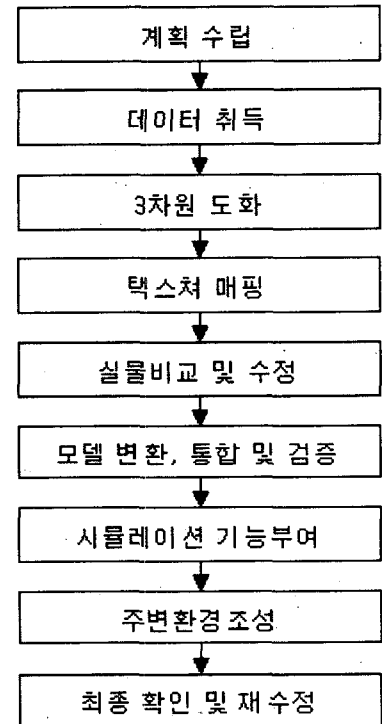 계획 수립
데이터 취득
3차원 도화
택스쳐 매핑
실물비교 및 수정
모델 변환, 통합 및 검증
시뮬레이션 기능부여
주변환경조성
최종 확인 및 재수정